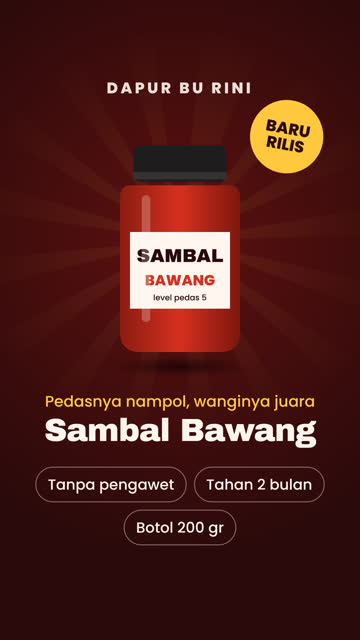 DAPUR BU RINI
BARU
RILIS
SAMBAL
BAWANG
level pedas 5
Pedasnya nampol, wanginya juara
Sambal Bawang
Tanpa pengawet
Tahan 2 bulan
Botol 200 gr